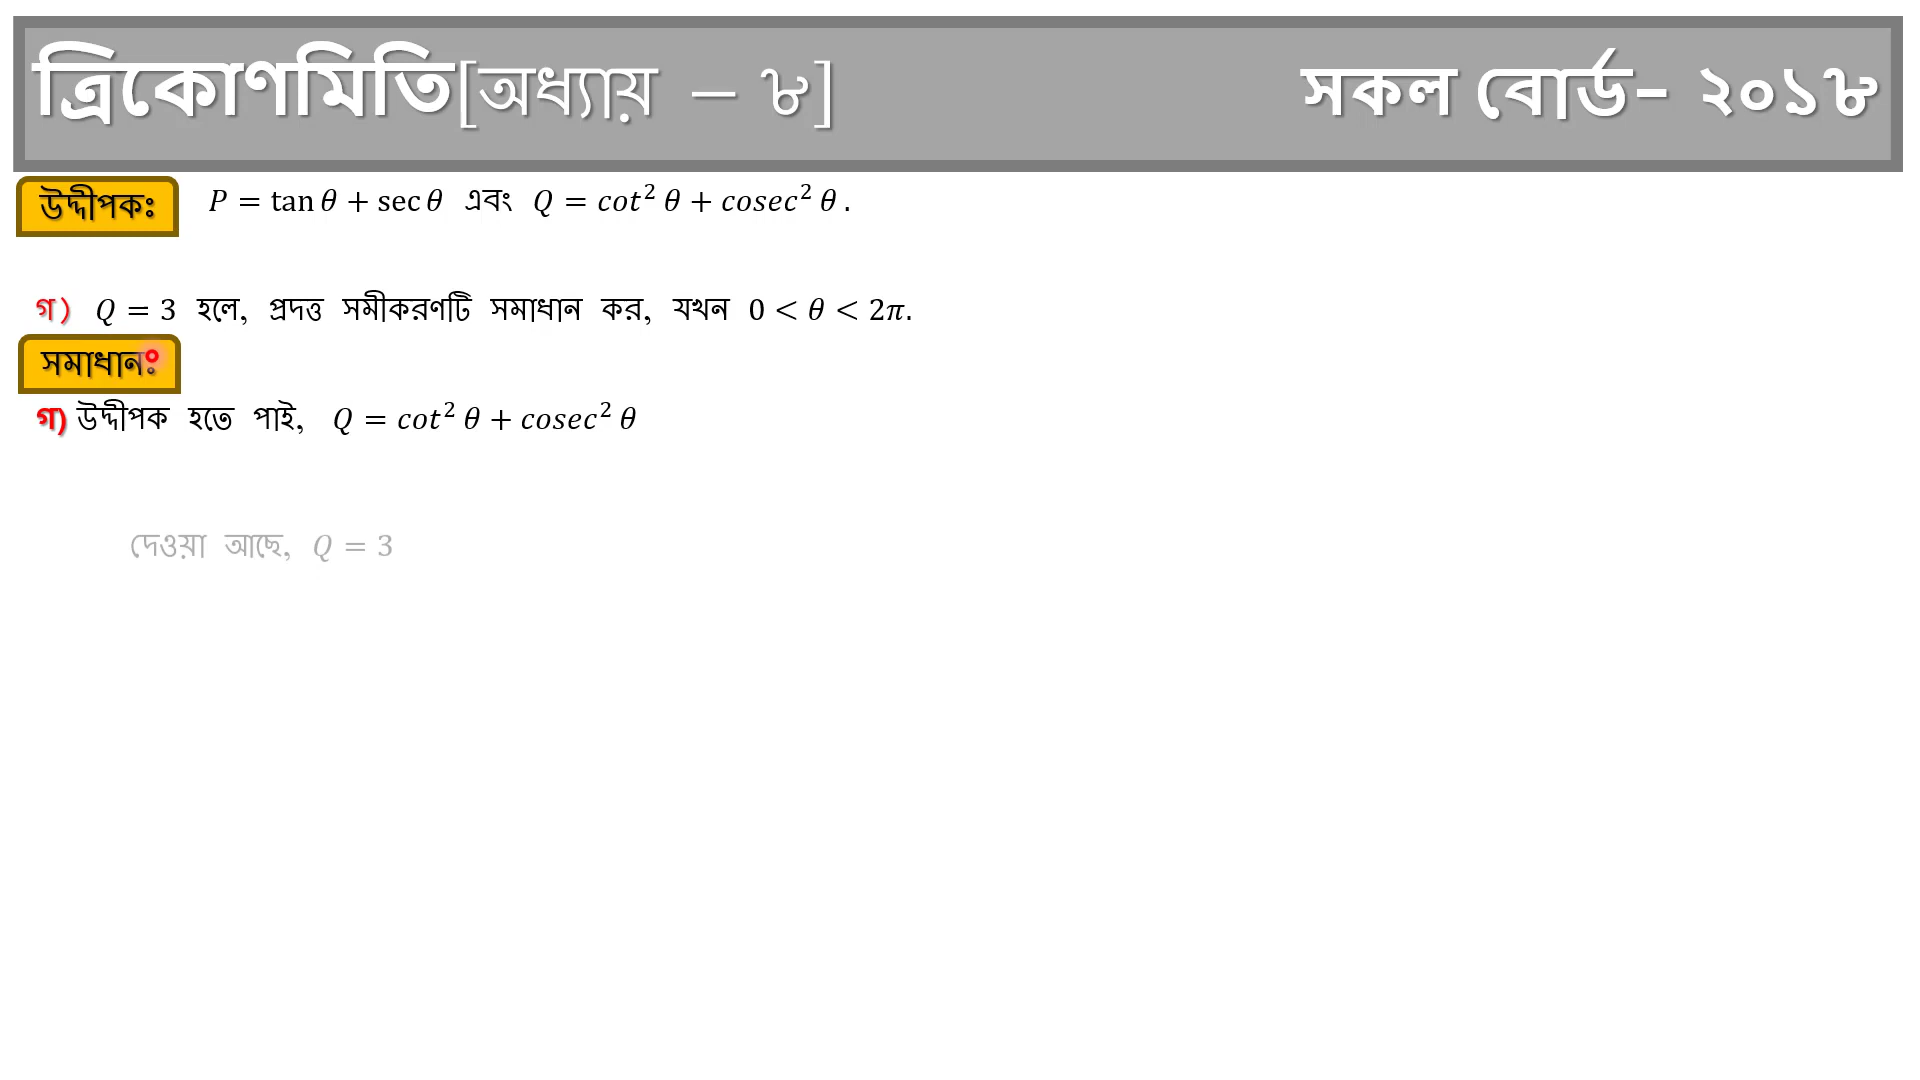 ত্রিকোণমিতি[অধ্যায় – ৮] সকল বোর্ড– ২০১৮
উদ্দীপকঃ P = tan θ + sec θ এবং Q = cot² θ + cosec² θ .
গ) Q = 3 হলে, প্রদত্ত সমীকরণটি সমাধান কর, যখন 0 < θ < 2π.
সমাধানঃ
গ) উদ্দীপক হতে পাই, Q = cot² θ + cosec² θ
দেওয়া আছে, Q = 3